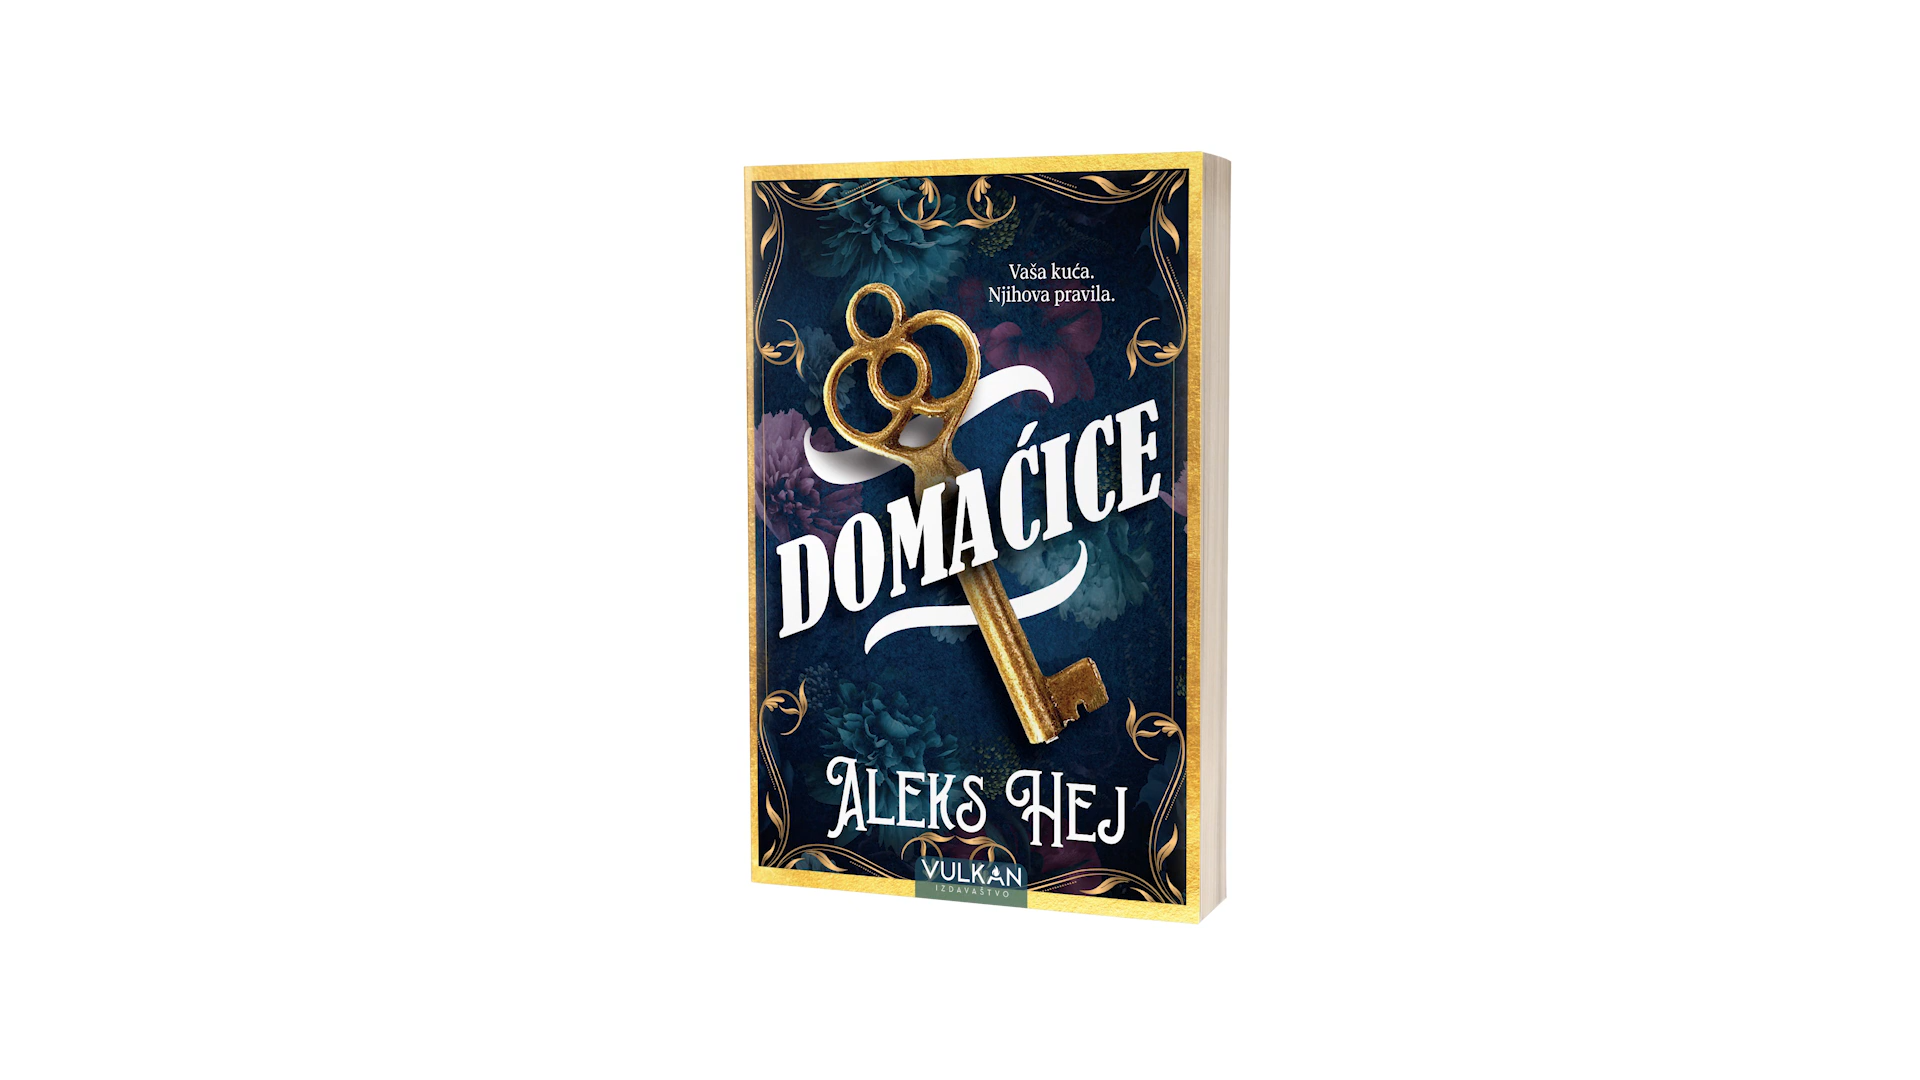 Vaša kuća.
Njihova pravila.
DOMAĆICE
ALEKS HEJ
VULKAN
IZDAVAŠTVO